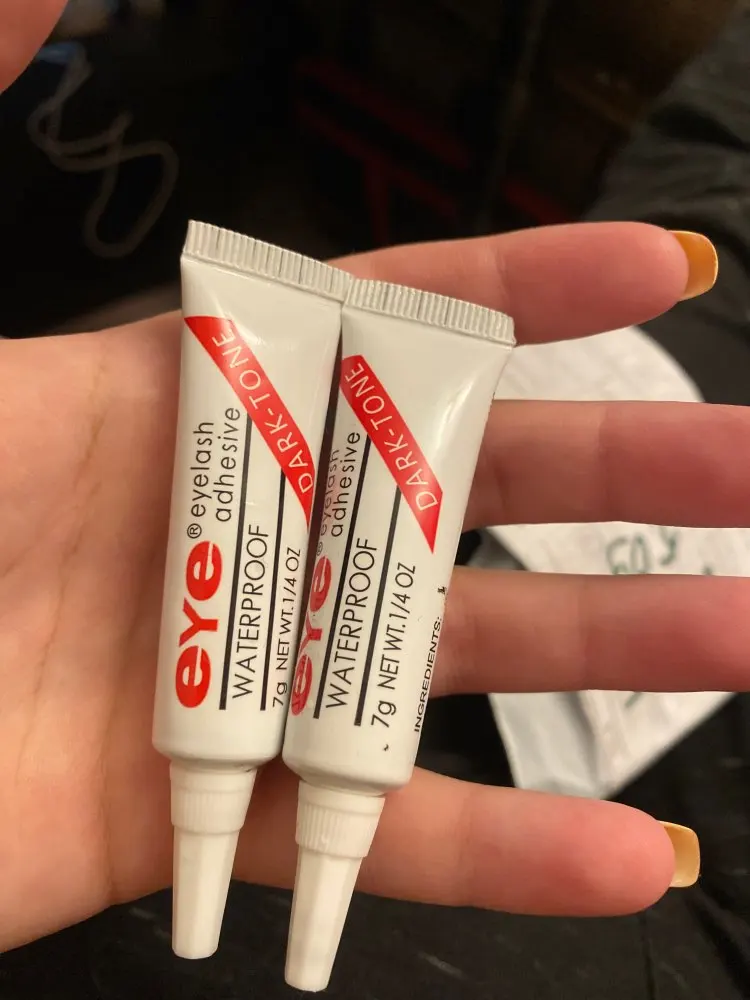 DARK-TONE
eye® eyelash
adhesive
WATERPROOF
7g NET WT. 1/4 OZ
DARK-TONE
eye® eyelash
adhesive
WATERPROOF
7g NET WT. 1/4 OZ
INGREDIENTS: